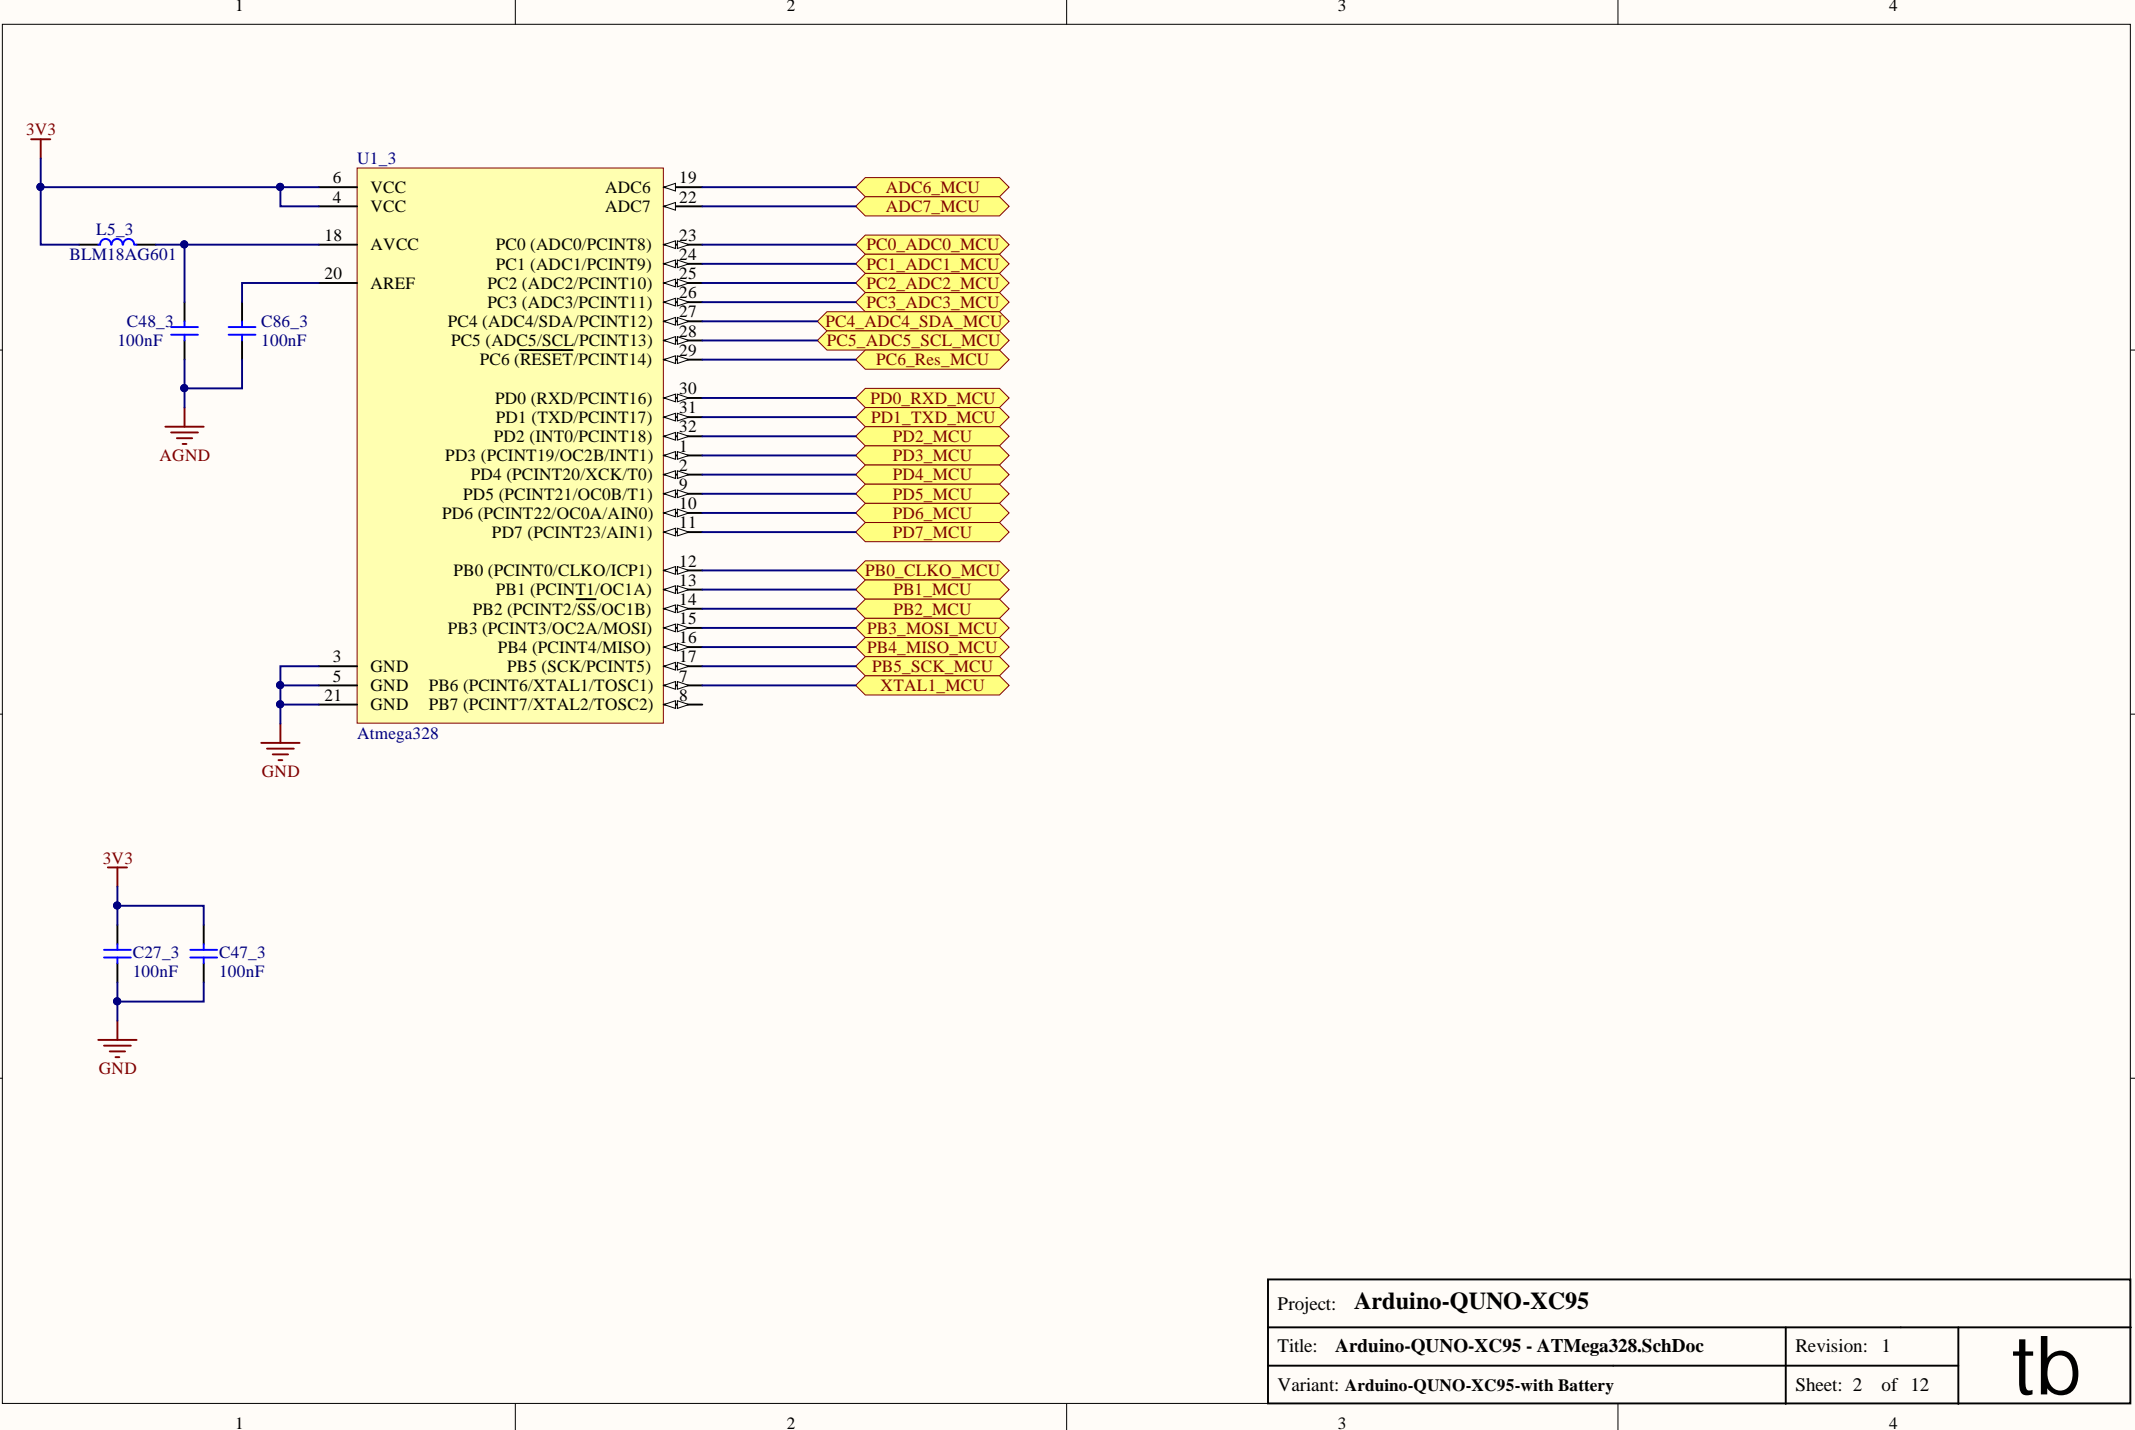 1 2 3 4
3V3
U1_3
6 VCC
4 VCC
L5_3
BLM18AG601
18 AVCC
20 AREF
C48_3
100nF
C86_3
100nF
AGND
3 GND
5 GND
21 GND
GND
Atmega328
ADC6 19 ADC6_MCU
ADC7 22 ADC7_MCU
PC0 (ADC0/PCINT8) 23 PC0_ADC0_MCU
PC1 (ADC1/PCINT9) 24 PC1_ADC1_MCU
PC2 (ADC2/PCINT10) 25 PC2_ADC2_MCU
PC3 (ADC3/PCINT11) 26 PC3_ADC3_MCU
PC4 (ADC4/SDA/PCINT12) 27 PC4_ADC4_SDA_MCU
PC5 (ADC5/SCL/PCINT13) 28 PC5_ADC5_SCL_MCU
PC6 (RESET/PCINT14) 29 PC6_Res_MCU
PD0 (RXD/PCINT16) 30 PD0_RXD_MCU
PD1 (TXD/PCINT17) 31 PD1_TXD_MCU
PD2 (INT0/PCINT18) 32 PD2_MCU
PD3 (PCINT19/OC2B/INT1) 1 PD3_MCU
PD4 (PCINT20/XCK/T0) 2 PD4_MCU
PD5 (PCINT21/OC0B/T1) 9 PD5_MCU
PD6 (PCINT22/OC0A/AIN0) 10 PD6_MCU
PD7 (PCINT23/AIN1) 11 PD7_MCU
PB0 (PCINT0/CLKO/ICP1) 12 PB0_CLKO_MCU
PB1 (PCINT1/OC1A) 13 PB1_MCU
PB2 (PCINT2/SS/OC1B) 14 PB2_MCU
PB3 (PCINT3/OC2A/MOSI) 15 PB3_MOSI_MCU
PB4 (PCINT4/MISO) 16 PB4_MISO_MCU
PB5 (SCK/PCINT5) 17 PB5_SCK_MCU
PB6 (PCINT6/XTAL1/TOSC1) 7 XTAL1_MCU
PB7 (PCINT7/XTAL2/TOSC2) 8
3V3
C27_3
100nF
C47_3
100nF
GND
Project: Arduino-QUNO-XC95
Title: Arduino-QUNO-XC95 - ATMega328.SchDoc
Revision: 1
Variant: Arduino-QUNO-XC95-with Battery
Sheet: 2 of 12
tb
1 2 3 4